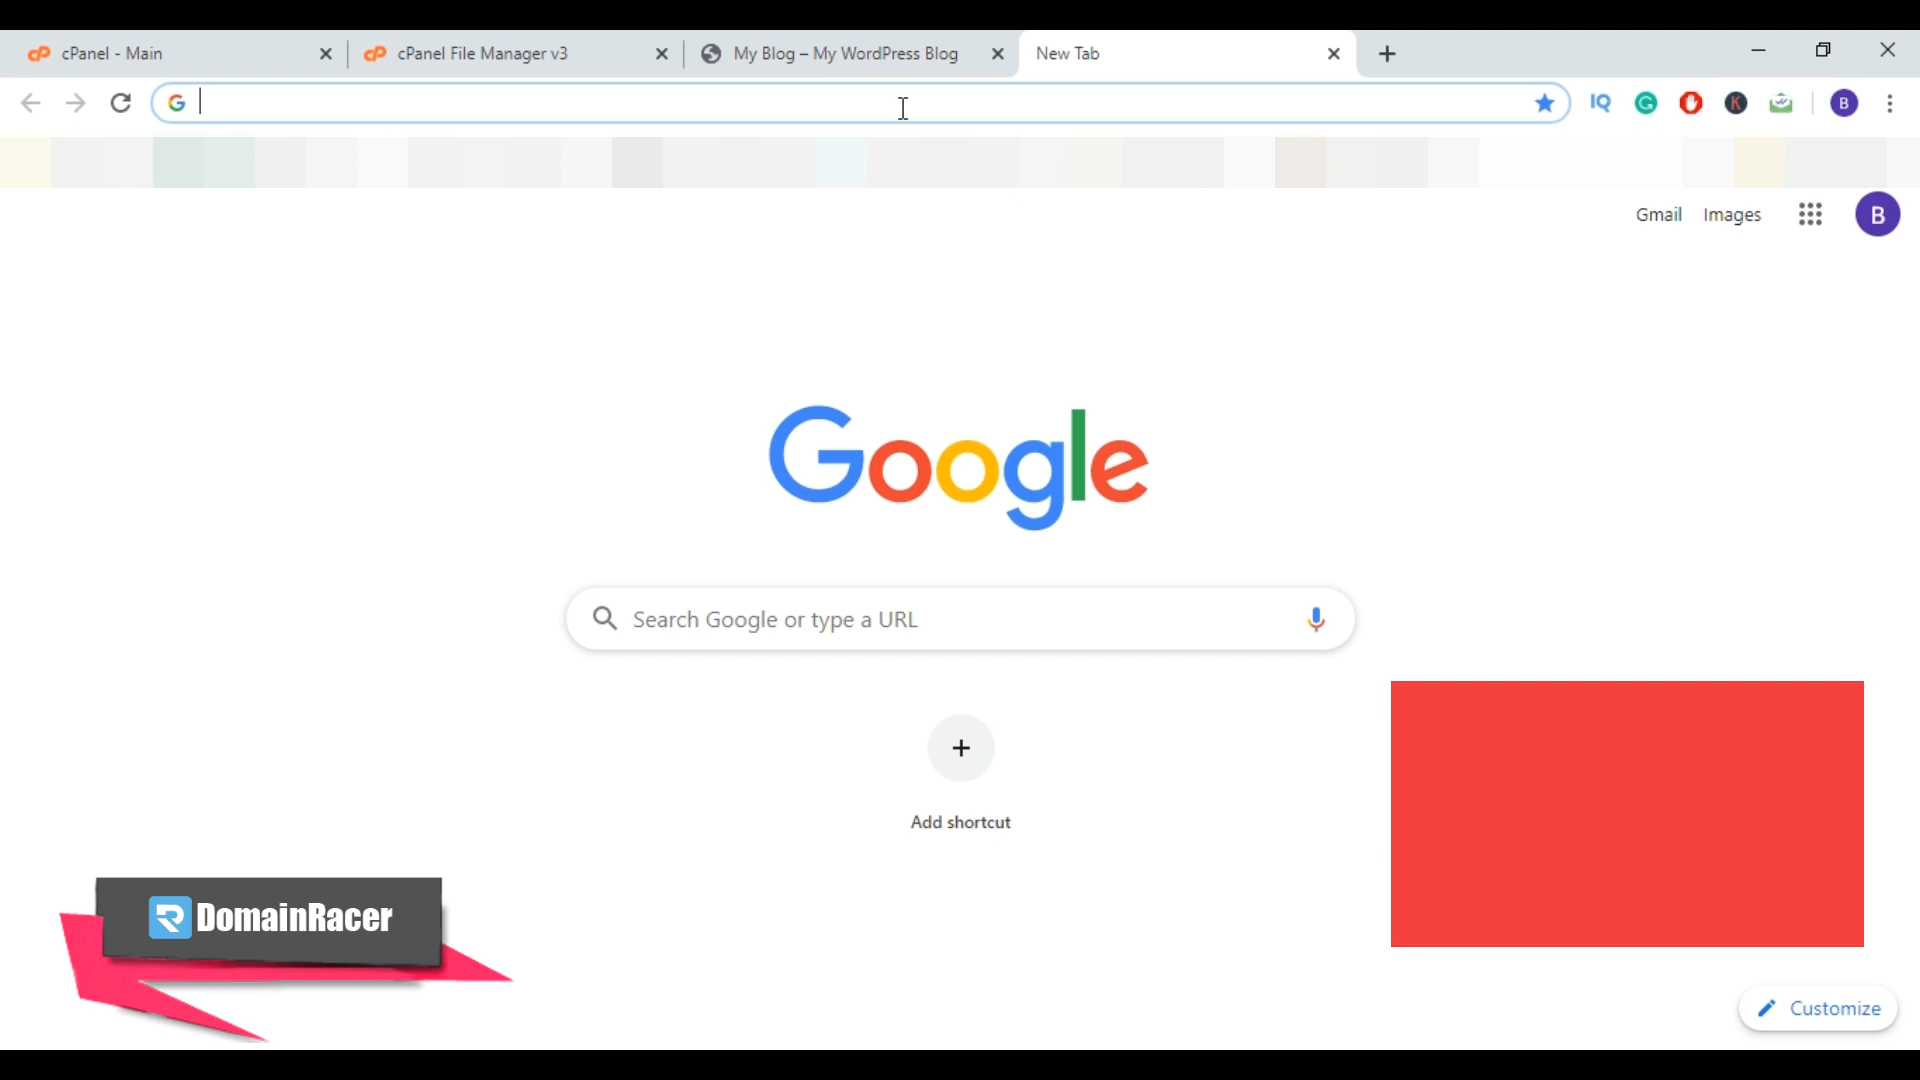 cPanel - Main
cPanel File Manager v3
My Blog – My WordPress Blog
New Tab
IQ
B
Gmail
Images
B
Google
Search Google or type a URL
Add shortcut
DomainRacer
Customize